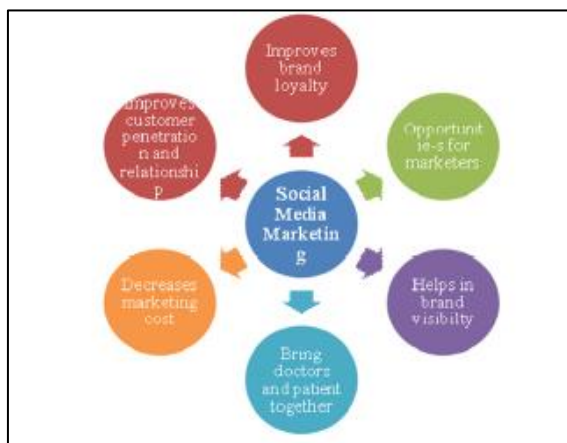 Improves
brand
loyalty
Opportunit
ie-s for
marketers
Helps in
brand
visibilty
Bring
doctors
and patient
together
Decreases
marketing
cost
Improves
customer
penetratio
n and
relationshi
p
Social
Media
Marketin
g